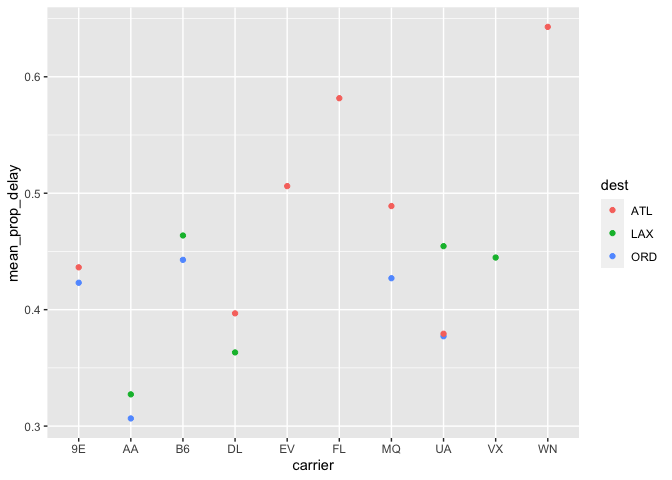 mean_prop_delay
0.6
0.5
0.4
0.3
9E AA B6 DL EV FL MQ UA VX WN
carrier
dest
ATL
LAX
ORD